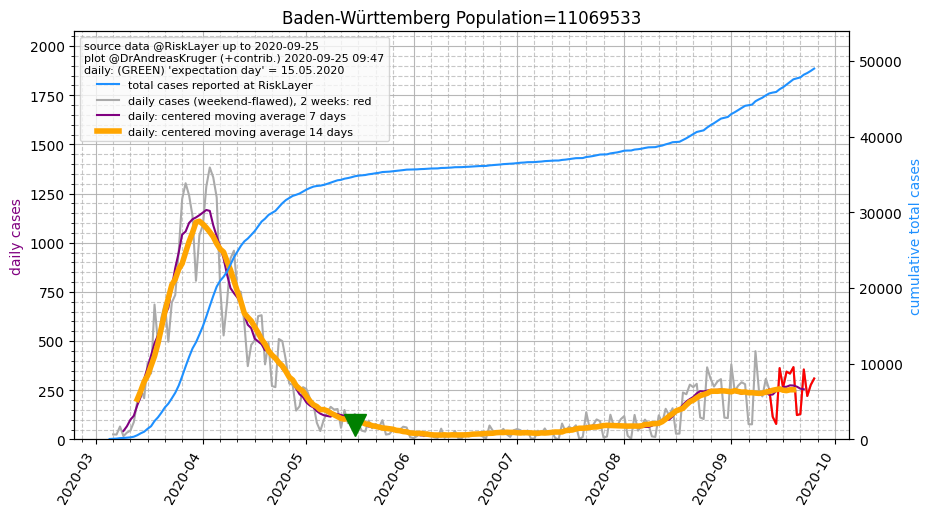 Baden-Württemberg Population=11069533
source data @RiskLayer up to 2020-09-25
plot @DrAndreasKruger (+contrib.) 2020-09-25 09:47
daily: (GREEN) 'expectation day' = 15.05.2020
total cases reported at RiskLayer
daily cases (weekend-flawed), 2 weeks: red
daily: centered moving average 7 days
daily: centered moving average 14 days
daily cases
2000
1750
1500
1250
1000
750
500
250
0
cumulative total cases
50000
40000
30000
20000
10000
0
2020-03
2020-04
2020-05
2020-06
2020-07
2020-08
2020-09
2020-10